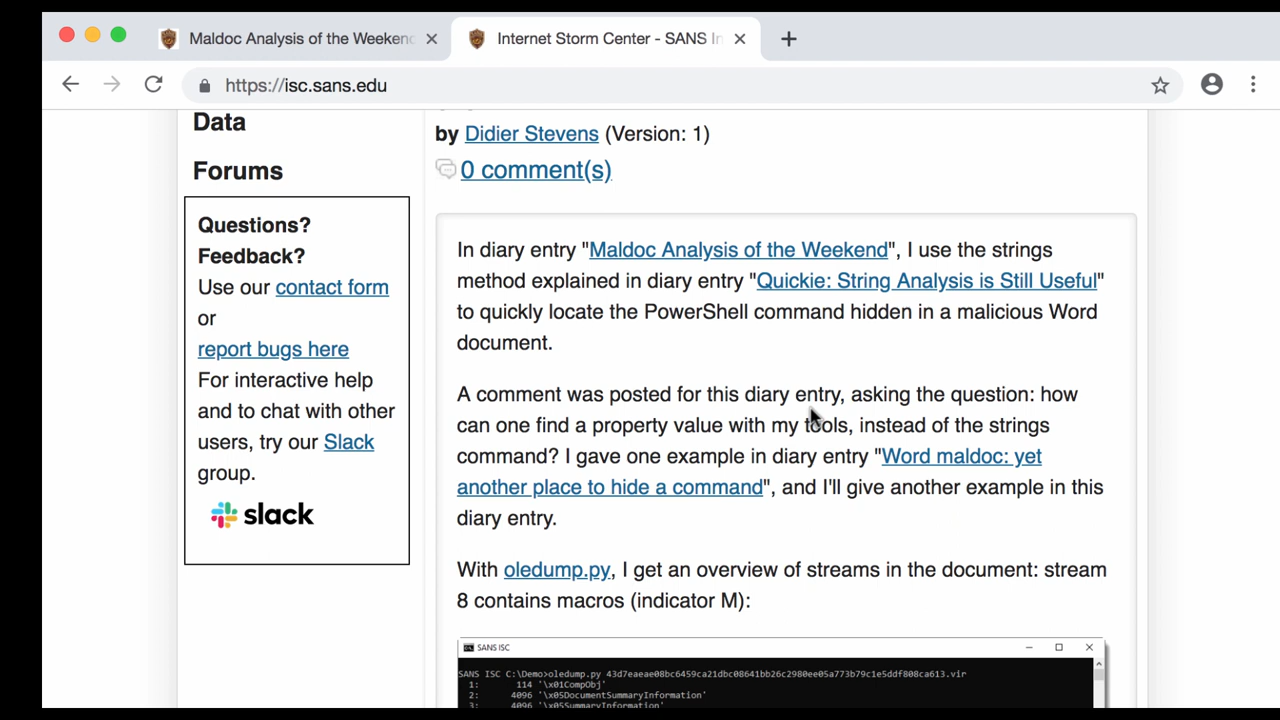 Maldoc Analysis of the Weekend
Internet Storm Center - SANS In
https://isc.sans.edu
Data
Forums
Questions?
Feedback?
Use our contact form
or
report bugs here
For interactive help
and to chat with other
users, try our Slack
group.
slack
by Didier Stevens (Version: 1)
0 comment(s)
In diary entry "Maldoc Analysis of the Weekend", I use the strings
method explained in diary entry "Quickie: String Analysis is Still Useful"
to quickly locate the PowerShell command hidden in a malicious Word
document.
A comment was posted for this diary entry, asking the question: how
can one find a property value with my tools, instead of the strings
command? I gave one example in diary entry "Word maldoc: yet
another place to hide a command", and I'll give another example in this
diary entry.
With oledump.py, I get an overview of streams in the document: stream
8 contains macros (indicator M):
SANS ISC
SANS ISC C:\Demo>oledump.py 43d7eaeae08bc6459ca21dbc08641bb26c2980ee05a773b79c1e5ddf808ca613.vir
1: 114 '\x01CompObj'
2: 4096 '\x05DocumentSummaryInformation'
3: 4096 '\x05SummaryInformation'